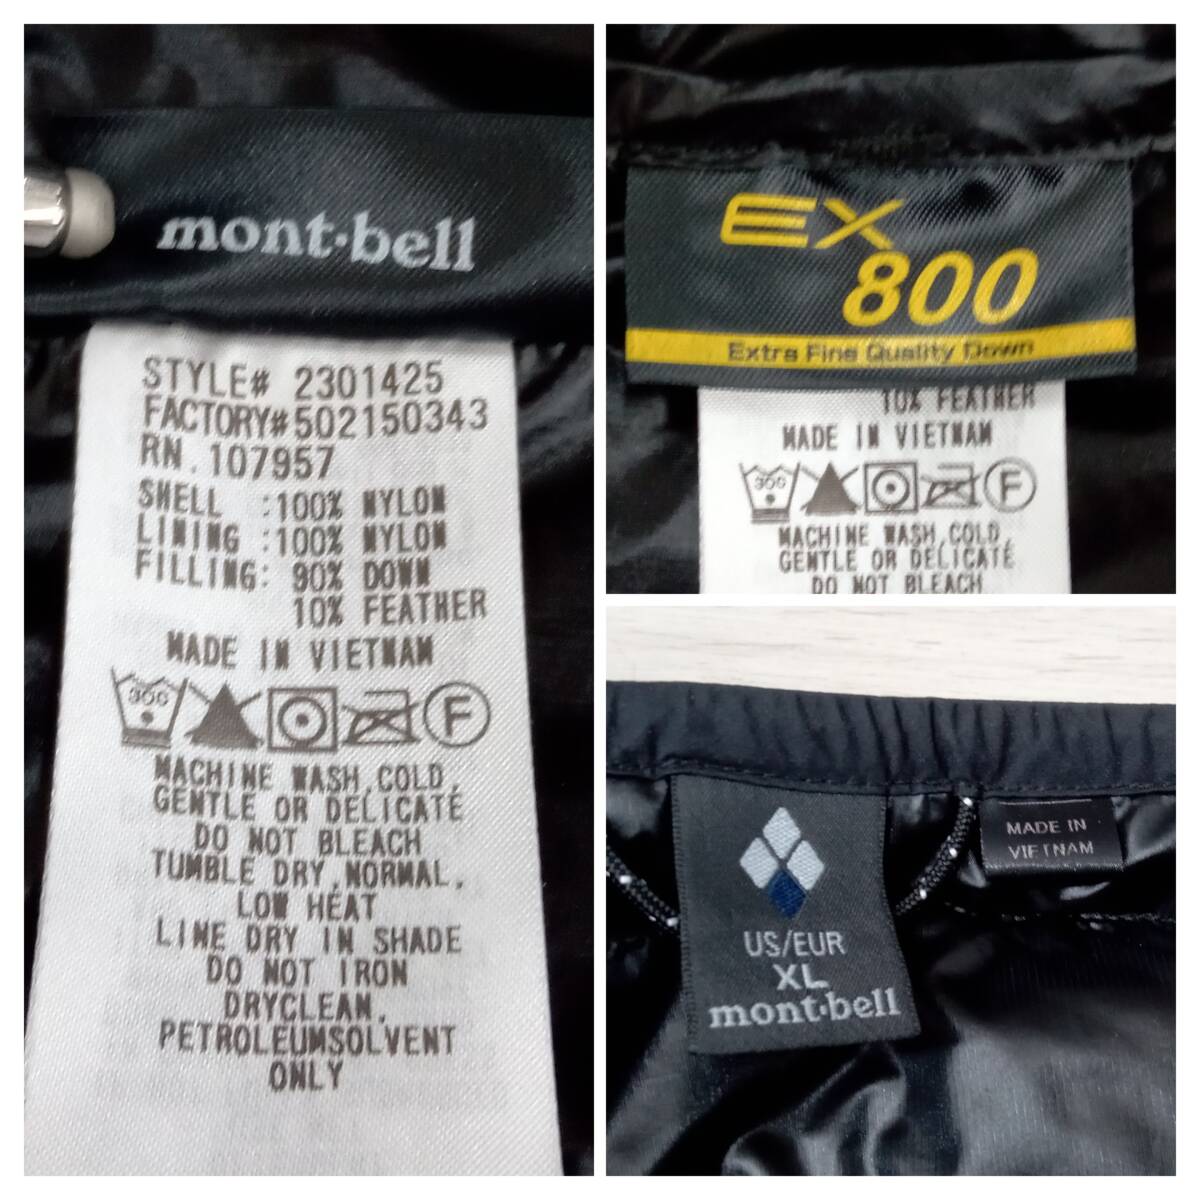 mont·bell
STYLE# 2301425
FACTORY#502150343
RN.107957
SHELL :100% NYLON
LINING :100% NYLON
FILLING: 90% DOWN
10% FEATHER
MADE IN VIETNAM
300
F
MACHINE WASH,COLD,
GENTLE OR DELICATE
DO NOT BLEACH
TUMBLE DRY,NORMAL,
LOW HEAT
LINE DRY IN SHADE
DO NOT IRON
DRYCLEAN,
PETROLEUMSOLVENT
ONLY
EX
800
Extra Fine Quality Down
10% FEATHER
MADE IN VIETNAM
300
F
MACHINE WASH,COLD,
GENTLE OR DELICATE
DO NOT BLEACH
US/EUR
XL
mont·bell
MADE IN
VIETNAM